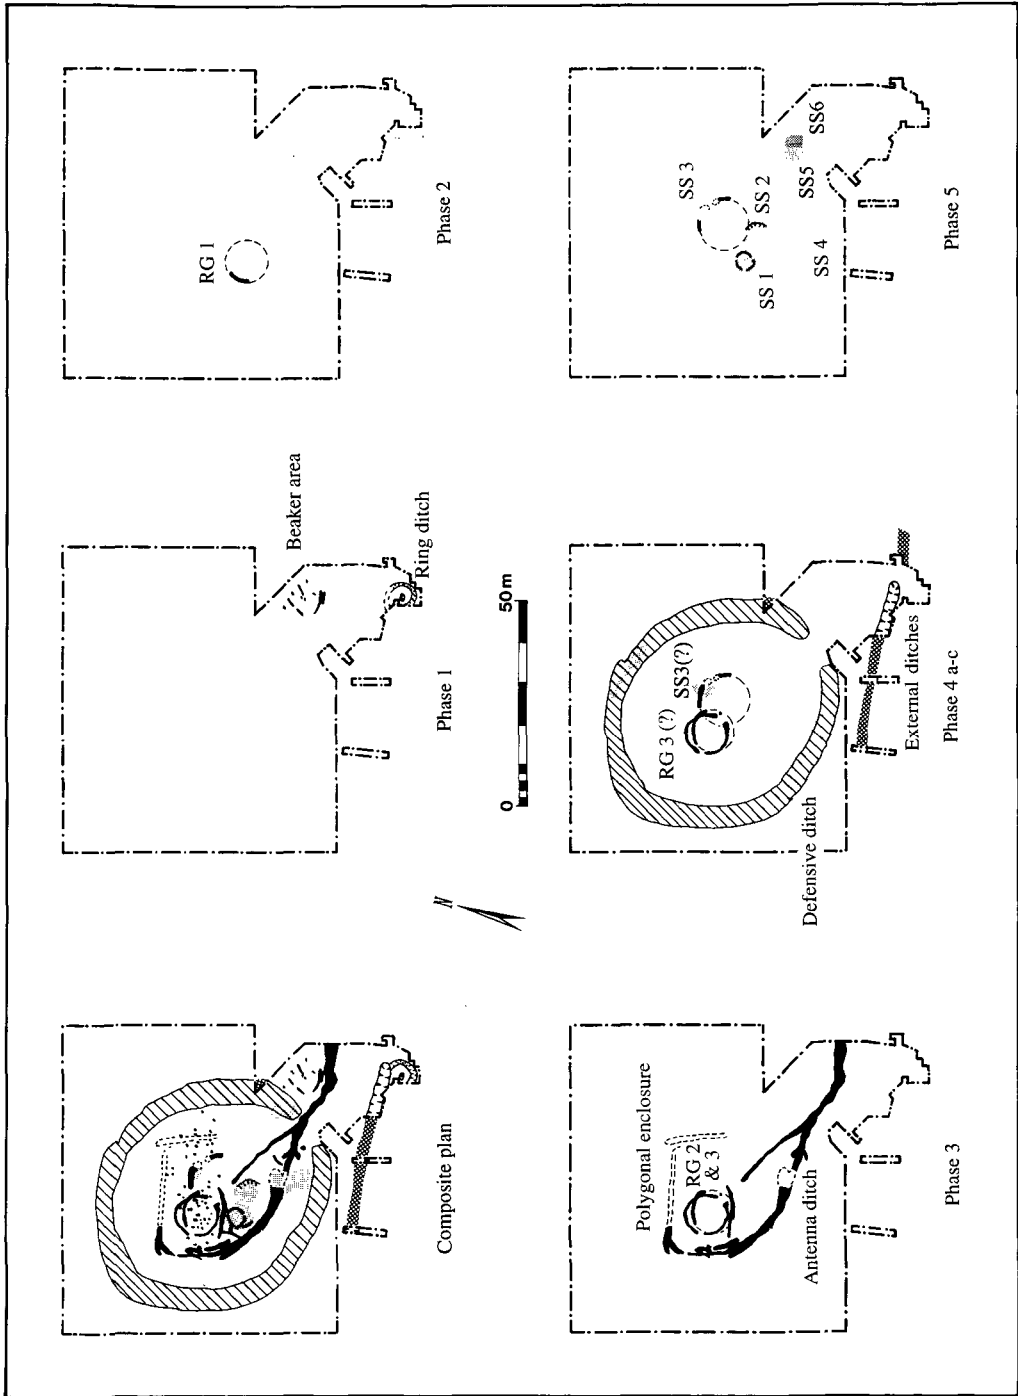 Composite plan
Beaker area
Ring ditch
Phase 1
RG 1
Phase 2
N
0
50m
Polygonal enclosure
RG 2
& 3
Antenna ditch
Phase 3
RG 3 (?)
SS3(?)
Defensive ditch
External ditches
Phase 4 a-c
SS 3
SS 2
SS 1
SS 4
SS5
SS6
Phase 5